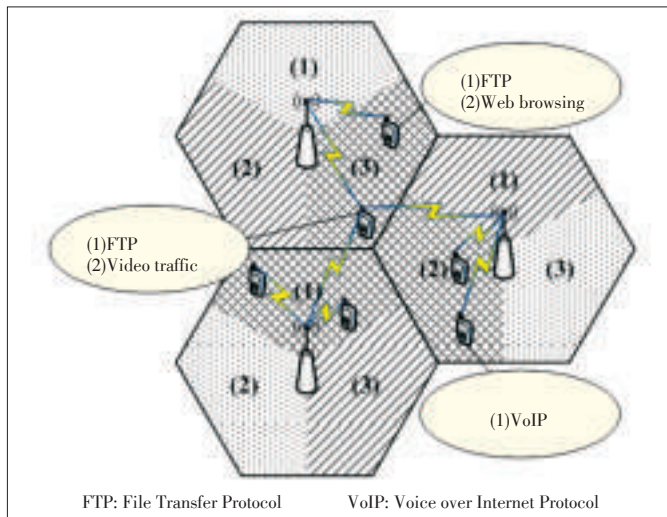 (1)
(1)FTP
(2)Web browsing
(2)
(3)
(1)
(1)FTP
(2)Video traffic
(2)
(3)
(1)
(2)
(3)
(1)VoIP
FTP: File Transfer Protocol
VoIP: Voice over Internet Protocol